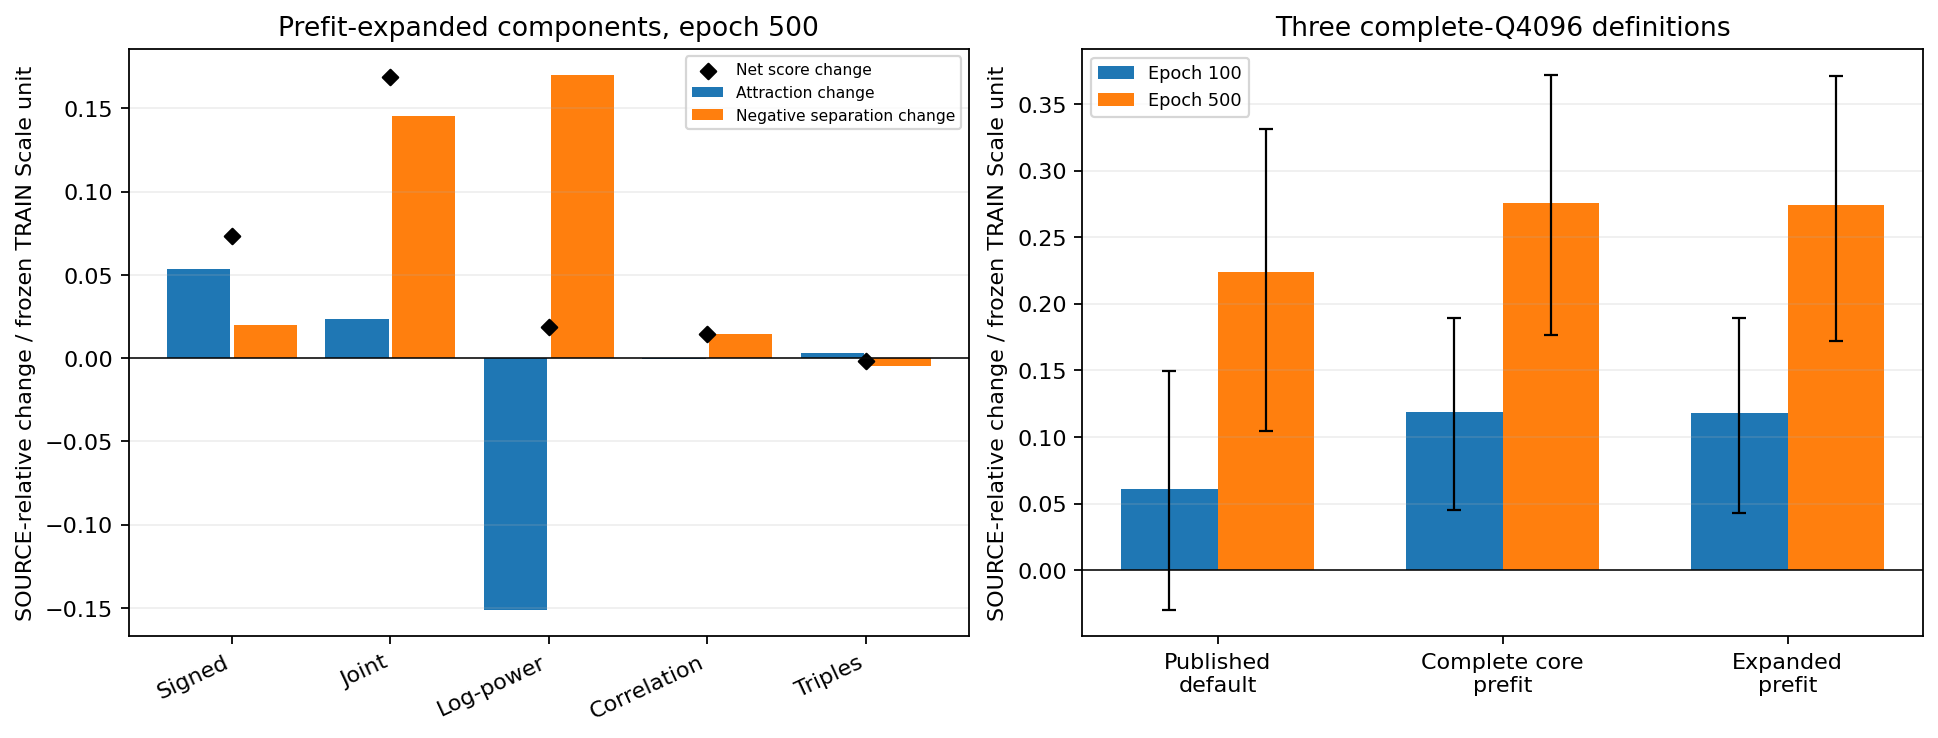 Prefit-expanded components, epoch 500
SOURCE-relative change / frozen TRAIN Scale unit
0.15
0.10
0.05
0.00
−0.05
−0.10
−0.15
Net score change
Attraction change
Negative separation change
Signed
Joint
Log-power
Correlation
Triples
Three complete-Q4096 definitions
SOURCE-relative change / frozen TRAIN Scale unit
0.35
0.30
0.25
0.20
0.15
0.10
0.05
0.00
Epoch 100
Epoch 500
Published
default
Complete core
prefit
Expanded
prefit